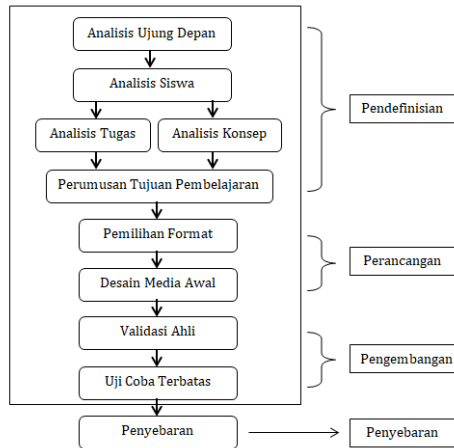 Analisis Ujung Depan
Analisis Siswa
Analisis Tugas
Analisis Konsep
Perumusan Tujuan Pembelajaran
Pendefinisian
Pemilihan Format
Desain Media Awal
Perancangan
Validasi Ahli
Uji Coba Terbatas
Pengembangan
Penyebaran
Penyebaran